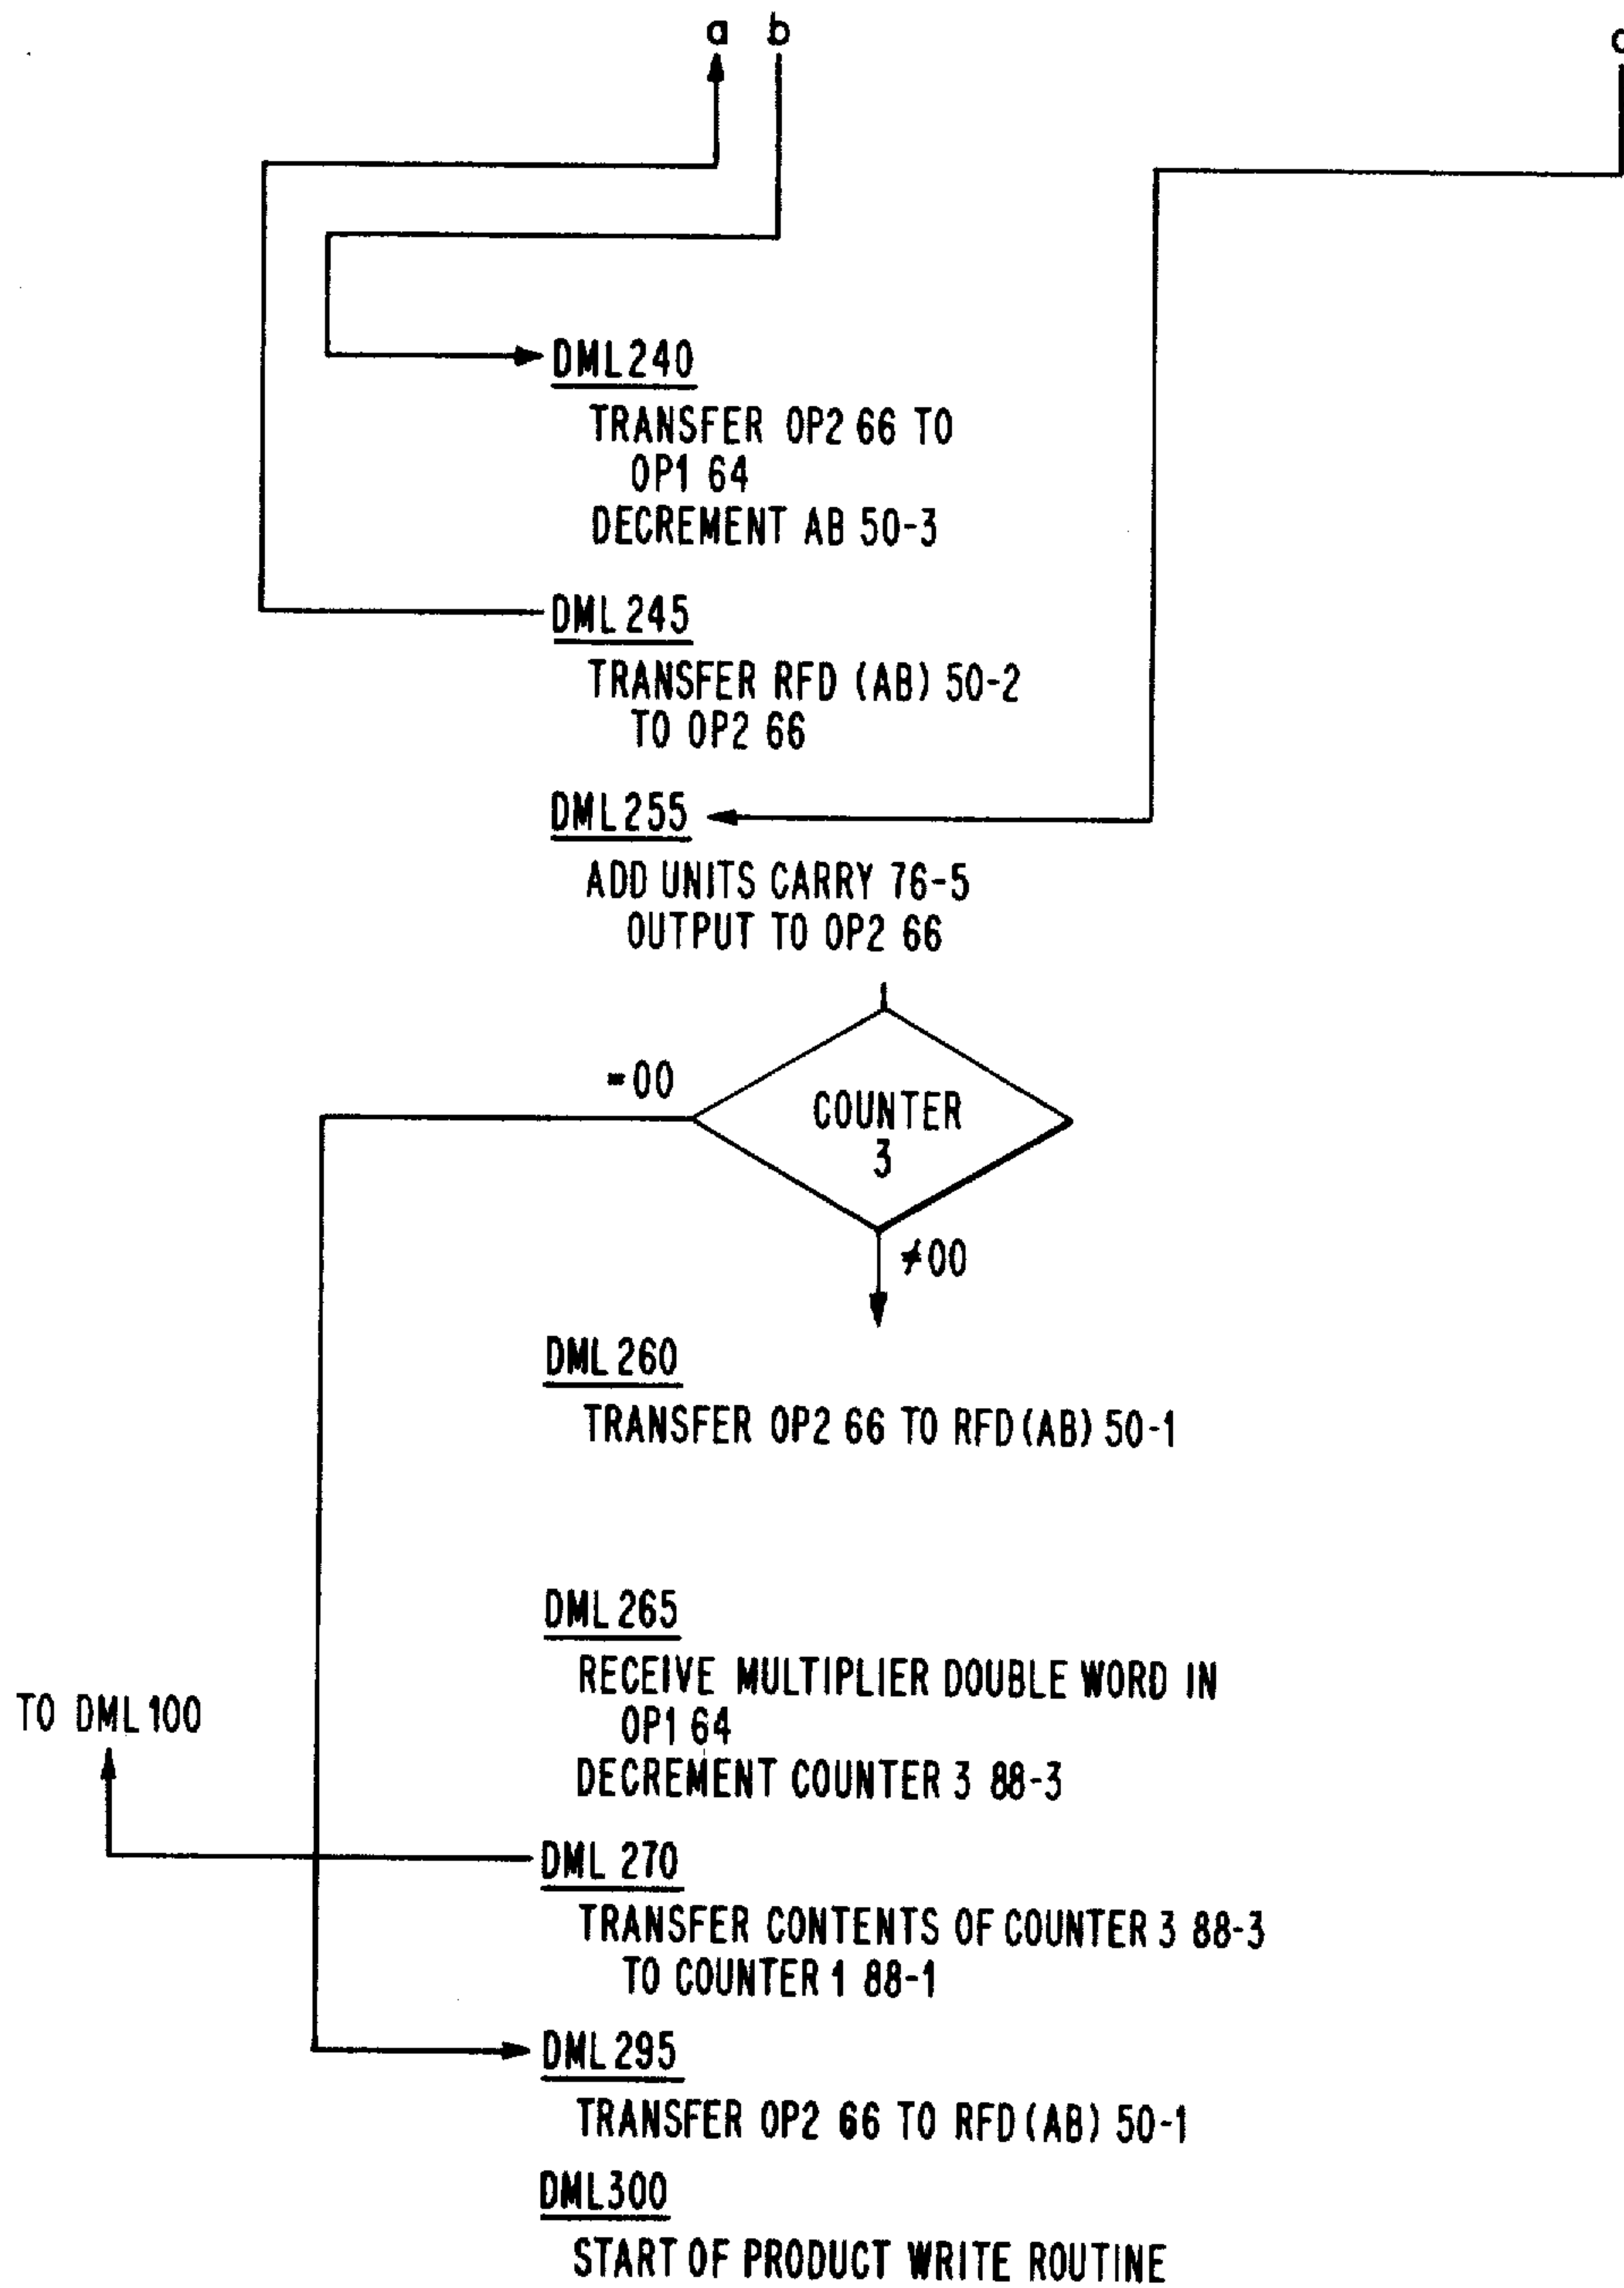 a b
DML240
TRANSFER OP2 66 TO
OP1 64
DECREMENT AB 50-3
DML245
TRANSFER RFD (AB) 50-2
TO OP2 66
DML255
ADD UNITS CARRY 76-5
OUTPUT TO OP2 66
=00
COUNTER
3
≠00
DML260
TRANSFER OP2 66 TO RFD(AB) 50-1
DML265
RECEIVE MULTIPLIER DOUBLE WORD IN
OP1 64
DECREMENT COUNTER 3 88-3
TO DML100
DML 270
TRANSFER CONTENTS OF COUNTER 3 88-3
TO COUNTER 1 88-1
DML295
TRANSFER OP2 66 TO RFD(AB) 50-1
DML300
START OF PRODUCT WRITE ROUTINE